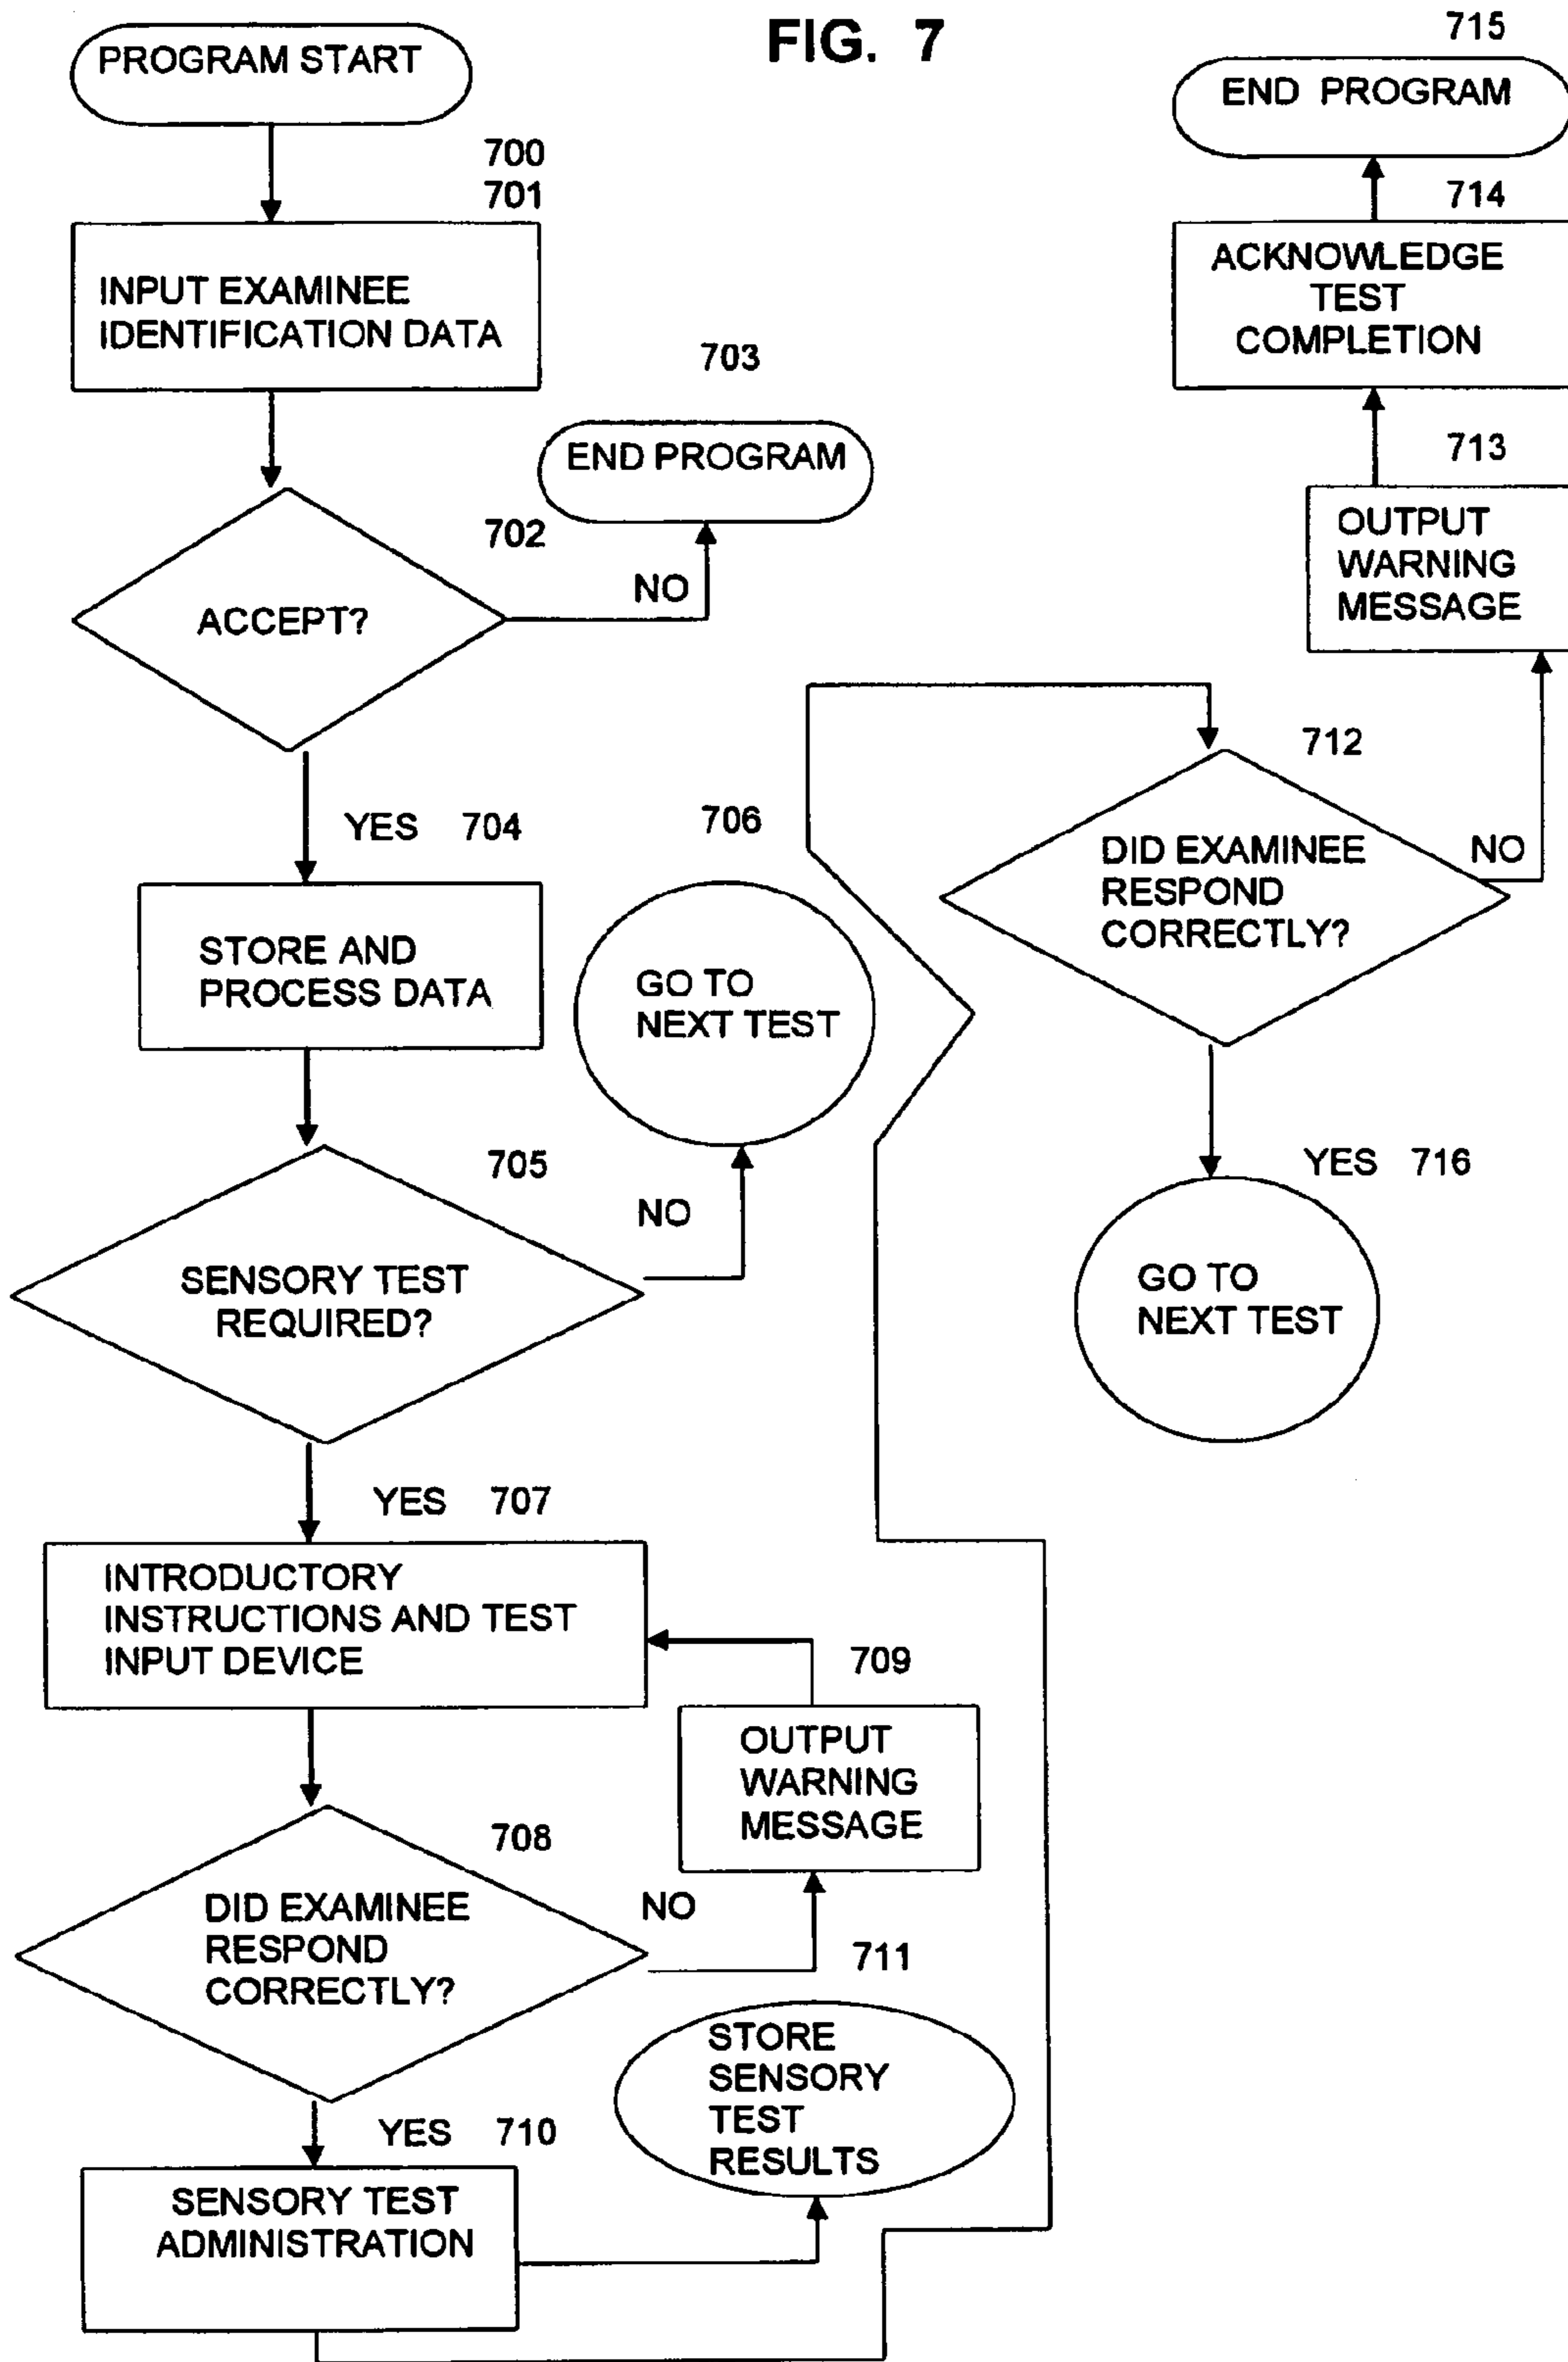 FIG. 7
PROGRAM START
700
701
INPUT EXAMINEE
IDENTIFICATION DATA
703
END PROGRAM
702
NO
ACCEPT?
YES 704
STORE AND
PROCESS DATA
706
GO TO
NEXT TEST
705
NO
SENSORY TEST
REQUIRED?
YES 707
INTRODUCTORY
INSTRUCTIONS AND TEST
INPUT DEVICE
709
OUTPUT
WARNING
MESSAGE
708
NO
DID EXAMINEE
RESPOND
CORRECTLY?
711
STORE
SENSORY
TEST
RESULTS
YES 710
SENSORY TEST
ADMINISTRATION
715
END PROGRAM
714
ACKNOWLEDGE
TEST
COMPLETION
713
OUTPUT
WARNING
MESSAGE
712
NO
DID EXAMINEE
RESPOND
CORRECTLY?
YES 716
GO TO
NEXT TEST